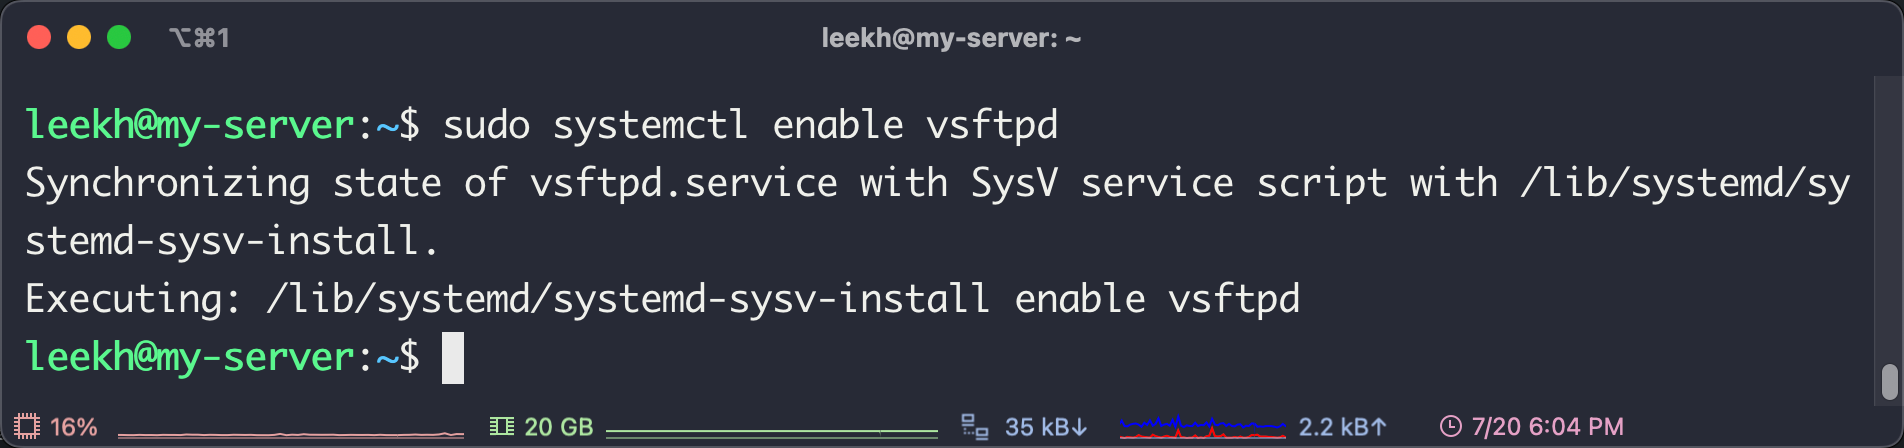 ⌥⌘1
leekh@my-server: ~
leekh@my-server:~$ sudo systemctl enable vsftpd
Synchronizing state of vsftpd.service with SysV service script with /lib/systemd/sy
stemd-sysv-install.
Executing: /lib/systemd/systemd-sysv-install enable vsftpd
leekh@my-server:~$
16% 20 GB 35 kB↓ 2.2 kB↑ 7/20 6:04 PM